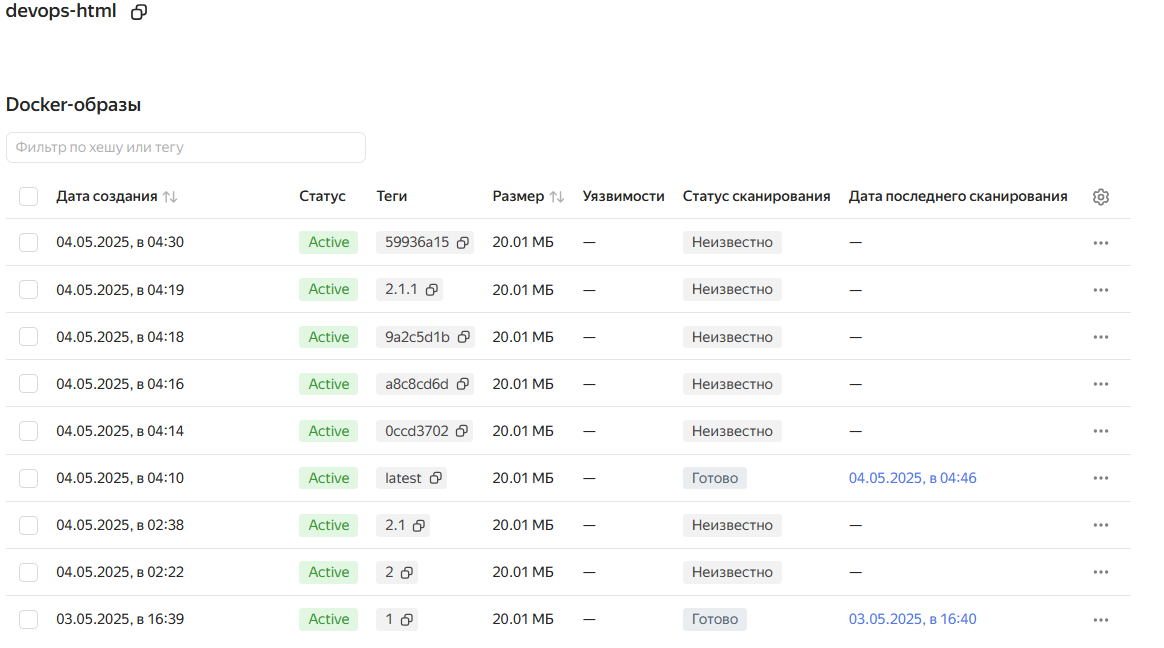 devops-html
Docker-образы
Фильтр по хешу или тегу
Дата создания Статус Теги Размер Уязвимости Статус сканирования Дата последнего сканирования
04.05.2025, в 04:30 Active 59936a15 20.01 МБ — Неизвестно —
04.05.2025, в 04:19 Active 2.1.1 20.01 МБ — Неизвестно —
04.05.2025, в 04:18 Active 9a2c5d1b 20.01 МБ — Неизвестно —
04.05.2025, в 04:16 Active a8c8cd6d 20.01 МБ — Неизвестно —
04.05.2025, в 04:14 Active 0ccd3702 20.01 МБ — Неизвестно —
04.05.2025, в 04:10 Active latest 20.01 МБ — Готово 04.05.2025, в 04:46
04.05.2025, в 02:38 Active 2.1 20.01 МБ — Неизвестно —
04.05.2025, в 02:22 Active 2 20.01 МБ — Неизвестно —
03.05.2025, в 16:39 Active 1 20.01 МБ — Готово 03.05.2025, в 16:40